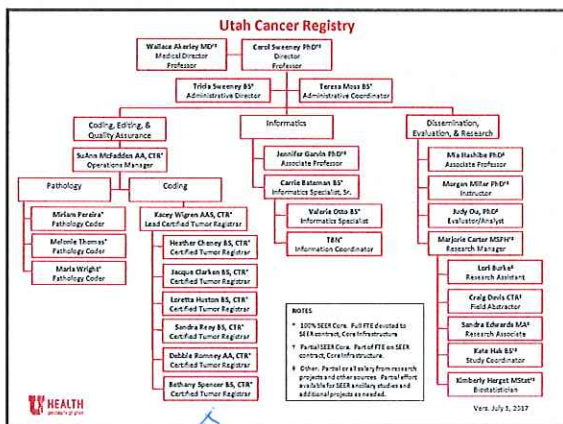 Utah Cancer Registry
Wallace Akerley MD
Medical Director
Professor
Carol Sweeney PhD
Director
Professor
Tricia Sweeney BS
Administrative Director
Teresa Moss BS
Administrative Coordinator
Coding, Editing, &
Quality Assurance
Informatics
Dissemination,
Evaluation, & Research
SuAnn McFadden AA, CTR
Operations Manager
Pathology
Coding
Miriam Pereira*
Pathology Coder
Melonie Thomas*
Pathology Coder
Maria Wright*
Pathology Coder
Kacey Wigren AAS, CTR*
Lead Certified Tumor Registrar
Heather Cheney BS, CTR*
Certified Tumor Registrar
Jacque Clarken BS, CTR*
Certified Tumor Registrar
Loretta Huston BS, CTR*
Certified Tumor Registrar
Sandra Reay BS, CTR*
Certified Tumor Registrar
Debbie Romney AA, CTR*
Certified Tumor Registrar
Bethany Spencer BS, CTR*
Certified Tumor Registrar
Jennifer Garvin PhD
Associate Professor
Carrie Bateman BS
Informatics Specialist, Sr.
Valerie Otto BS
Informatics Specialist
TBN
Information Coordinator
Mia Hashibe PhD
Associate Professor
Morgan Millar PhD
Instructor
Judy Ou, PhD
Evaluator/Analyst
Marjorie Carter MSPH
Research Manager
Lori Burke
Research Assistant
Craig Davis CTR
Field Abstractor
Sandra Edwards MA
Research Associate
Kate Hak BS
Study Coordinator
Kimberly Herget MStat
Biostatistician
NOTES
* 100% SEER Core. Full FTE devoted to
SEER contract, Core Infrastructure.
† Partial SEER Core. Part of FTE on SEER
contract, Core Infrastructure.
‡ Other. Partial or all salary from research
projects and other sources. Partial effort
available for SEER ancillary studies and
additional projects as needed.
U HEALTH
UNIVERSITY OF UTAH
Vers. July 5, 2017